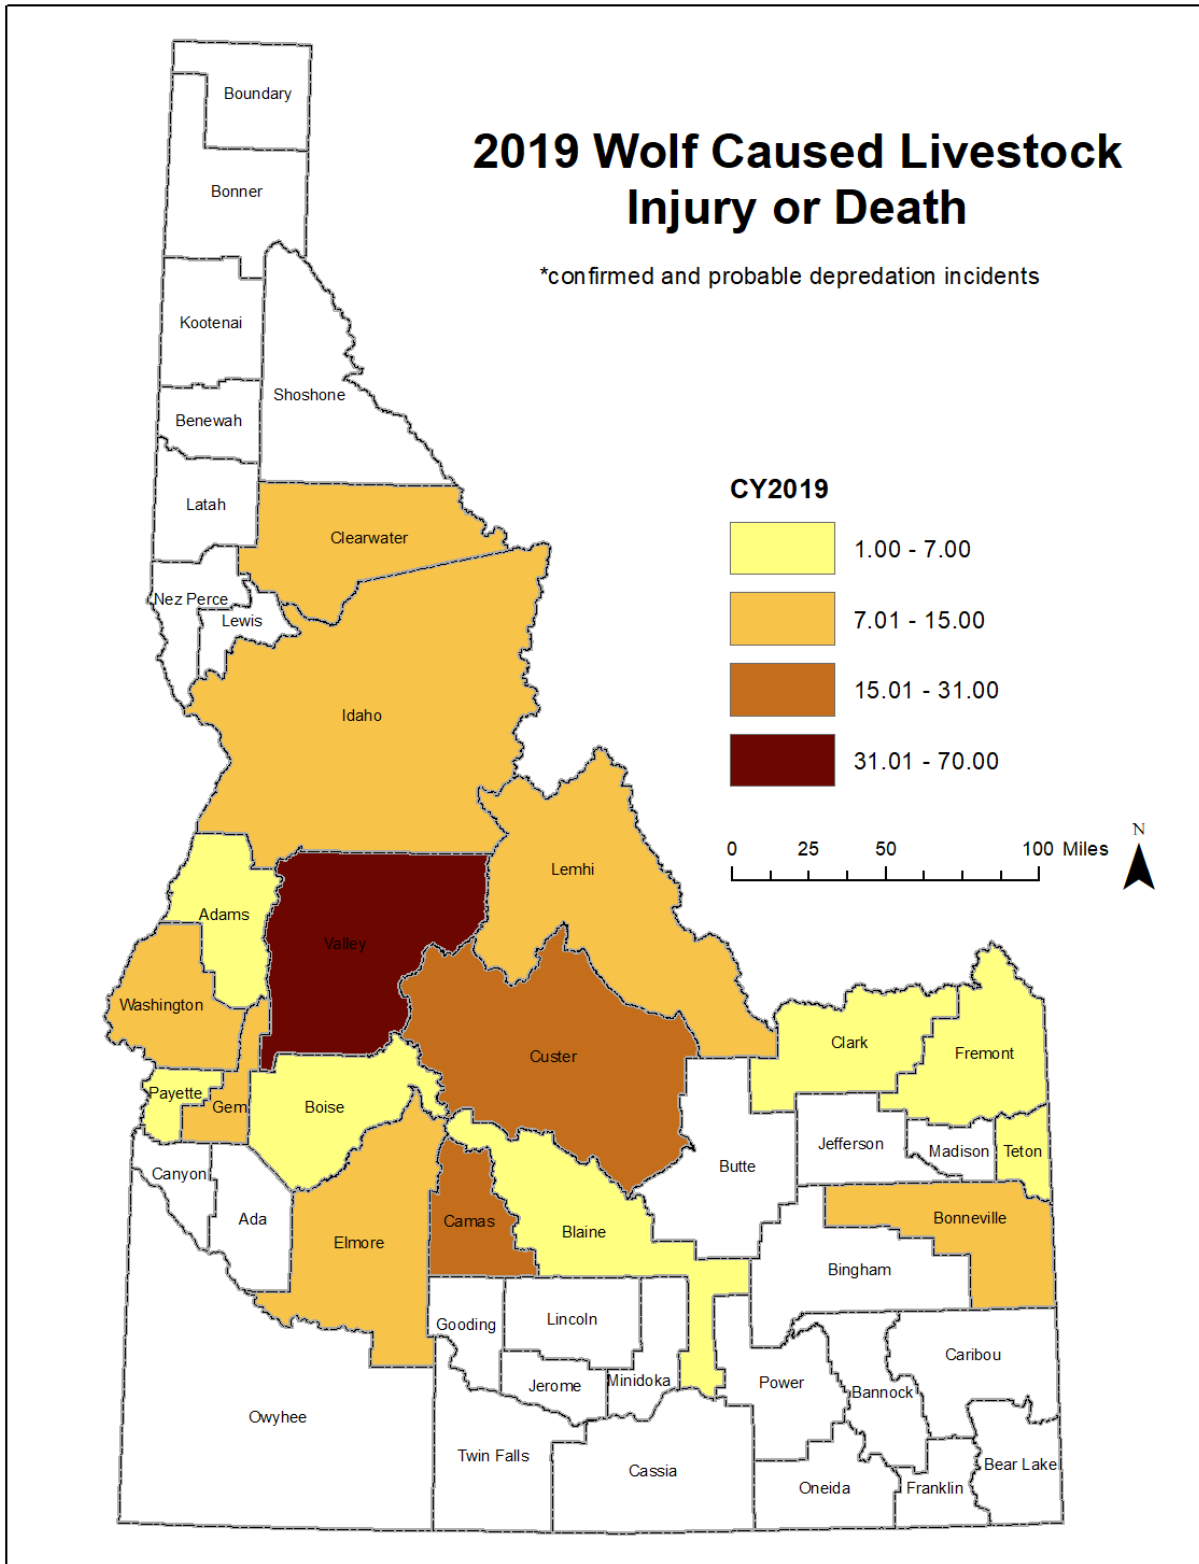 2019 Wolf Caused Livestock
Injury or Death
*confirmed and probable depredation incidents
Boundary
Bonner
Kootenai
Shoshone
Benewah
Latah
CY2019
1.00 - 7.00
7.01 - 15.00
15.01 - 31.00
31.01 - 70.00
Clearwater
Nez Perce
Lewis
Idaho
N
0 25 50 100 Miles
Lemhi
Adams
Valley
Washington
Custer
Clark
Fremont
Payette
Gem
Boise
Jefferson
Madison
Teton
Butte
Canyon
Ada
Camas
Blaine
Bonneville
Elmore
Bingham
Gooding
Lincoln
Caribou
Jerome
Minidoka
Power
Bannock
Owyhee
Twin Falls
Cassia
Bear Lake
Oneida
Franklin